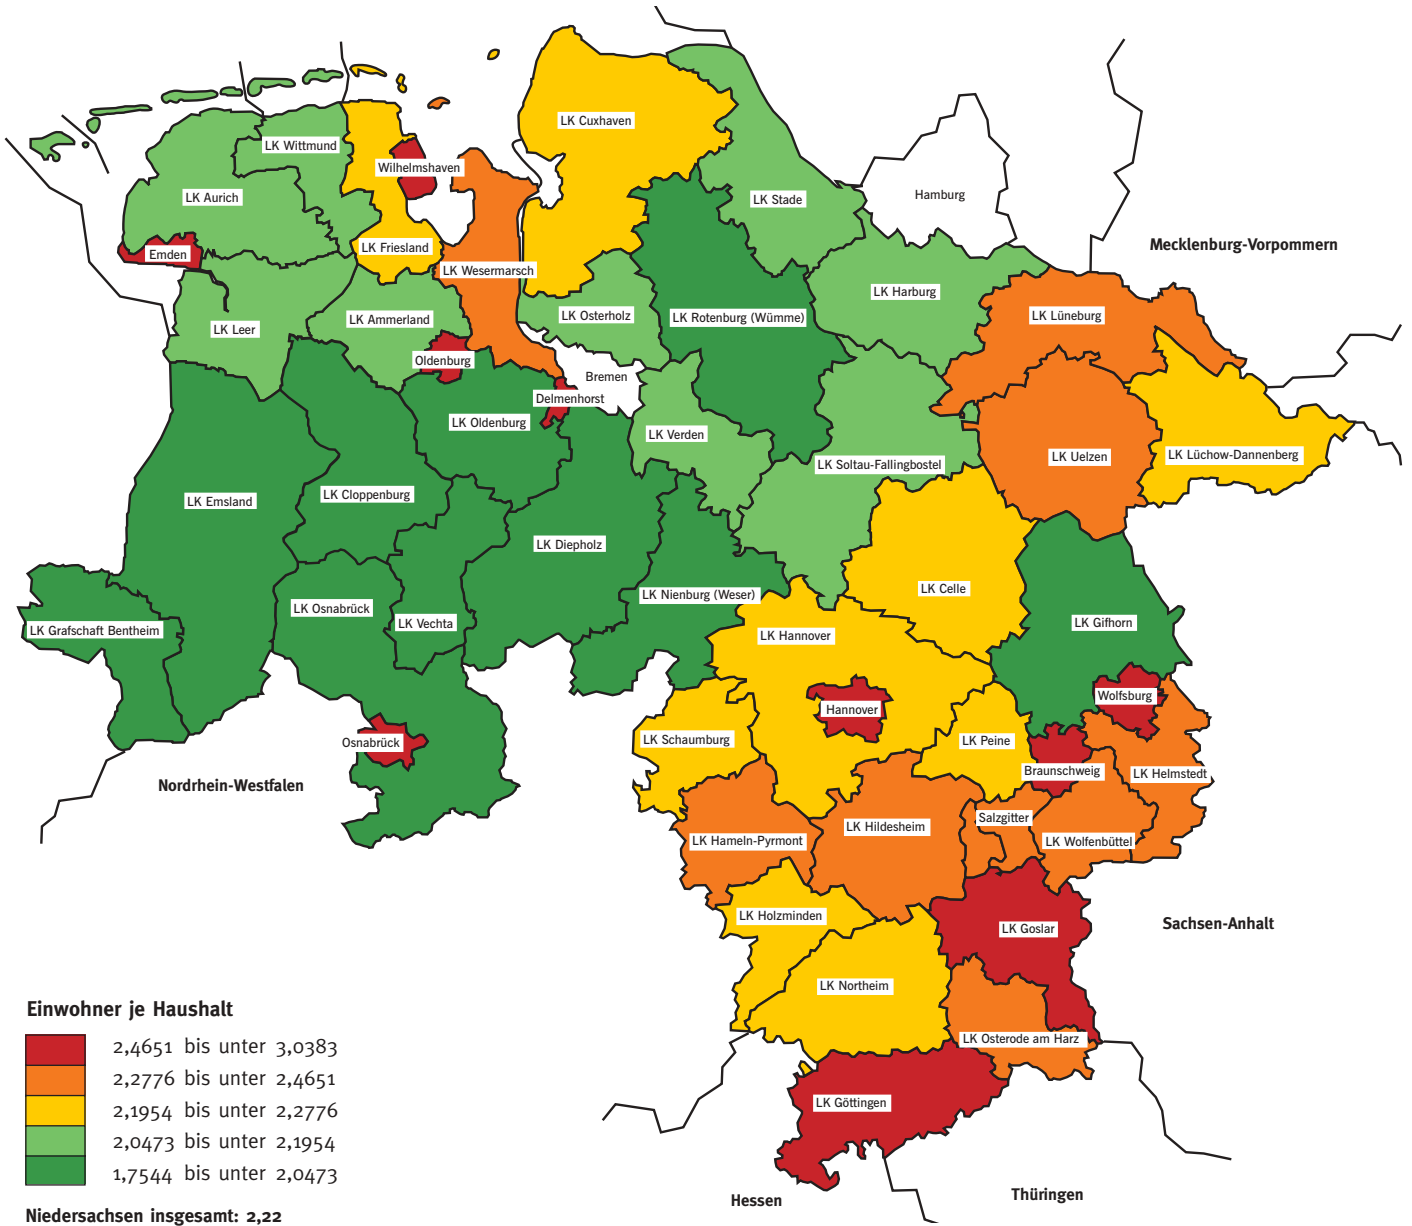 LK Cuxhaven
LK Wittmund
Wilhelmshaven
LK Aurich
LK Stade
Hamburg
Emden
LK Friesland
Mecklenburg-Vorpommern
LK Wesermarsch
LK Harburg
LK Ammerland
LK Osterholz
LK Rotenburg (Wümme)
LK Lüneburg
LK Leer
Oldenburg
Bremen
Delmenhorst
LK Oldenburg
LK Verden
LK Uelzen
LK Lüchow-Dannenberg
LK Soltau-Fallingbostel
LK Emsland
LK Cloppenburg
LK Diepholz
LK Celle
LK Nienburg (Weser)
LK Osnabrück
LK Vechta
LK Grafschaft Bentheim
LK Gifhorn
LK Hannover
Wolfsburg
Hannover
LK Schaumburg
LK Peine
Osnabrück
Braunschweig
LK Helmstedt
Nordrhein-Westfalen
Salzgitter
LK Hildesheim
LK Hameln-Pyrmont
LK Wolfenbüttel
LK Holzminden
LK Goslar
Sachsen-Anhalt
LK Northeim
LK Osterode am Harz
LK Göttingen
Thüringen
Hessen
Einwohner je Haushalt
2,4651 bis unter 3,0383
2,2776 bis unter 2,4651
2,1954 bis unter 2,2776
2,0473 bis unter 2,1954
1,7544 bis unter 2,0473
Niedersachsen insgesamt: 2,22